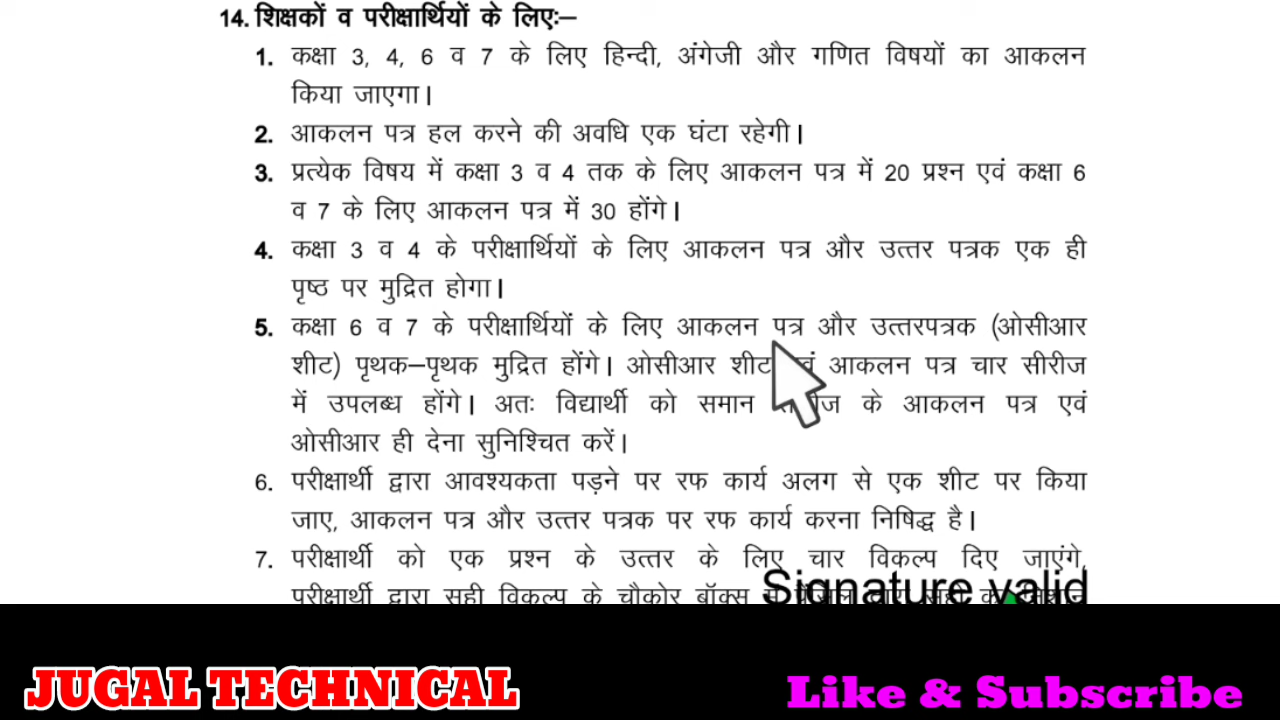 14. शिक्षकों व परीक्षार्थियों के लिए:–
1. कक्षा 3, 4, 6 व 7 के लिए हिन्दी, अंगेजी और गणित विषयों का आकलन
किया जाएगा।
2. आकलन पत्र हल करने की अवधि एक घंटा रहेगी।
3. प्रत्येक विषय में कक्षा 3 व 4 तक के लिए आकलन पत्र में 20 प्रश्न एवं कक्षा 6
व 7 के लिए आकलन पत्र में 30 होंगे।
4. कक्षा 3 व 4 के परीक्षार्थियों के लिए आकलन पत्र और उत्तर पत्रक एक ही
पृष्ठ पर मुद्रित होगा।
5. कक्षा 6 व 7 के परीक्षार्थियों के लिए आकलन पत्र और उत्तरपत्रक (ओसीआर
शीट) पृथक–पृथक मुद्रित होंगे। ओसीआर शीट एवं आकलन पत्र चार सीरीज
में उपलब्ध होंगे। अतः विद्यार्थी को समान के आकलन पत्र एवं
ओसीआर ही देना सुनिश्चित करें।
6. परीक्षार्थी द्वारा आवश्यकता पड़ने पर रफ कार्य अलग से एक शीट पर किया
जाए, आकलन पत्र और उत्तर पत्रक पर रफ कार्य करना निषिद्ध है।
7. परीक्षार्थी को एक प्रश्न के उत्तर के लिए चार विकल्प दिए जाएंगे,
परीक्षार्थी द्वारा सही विकल्प के चौकोर बॉक्स में
Signature valid
JUGAL TECHNICAL
Like & Subscribe